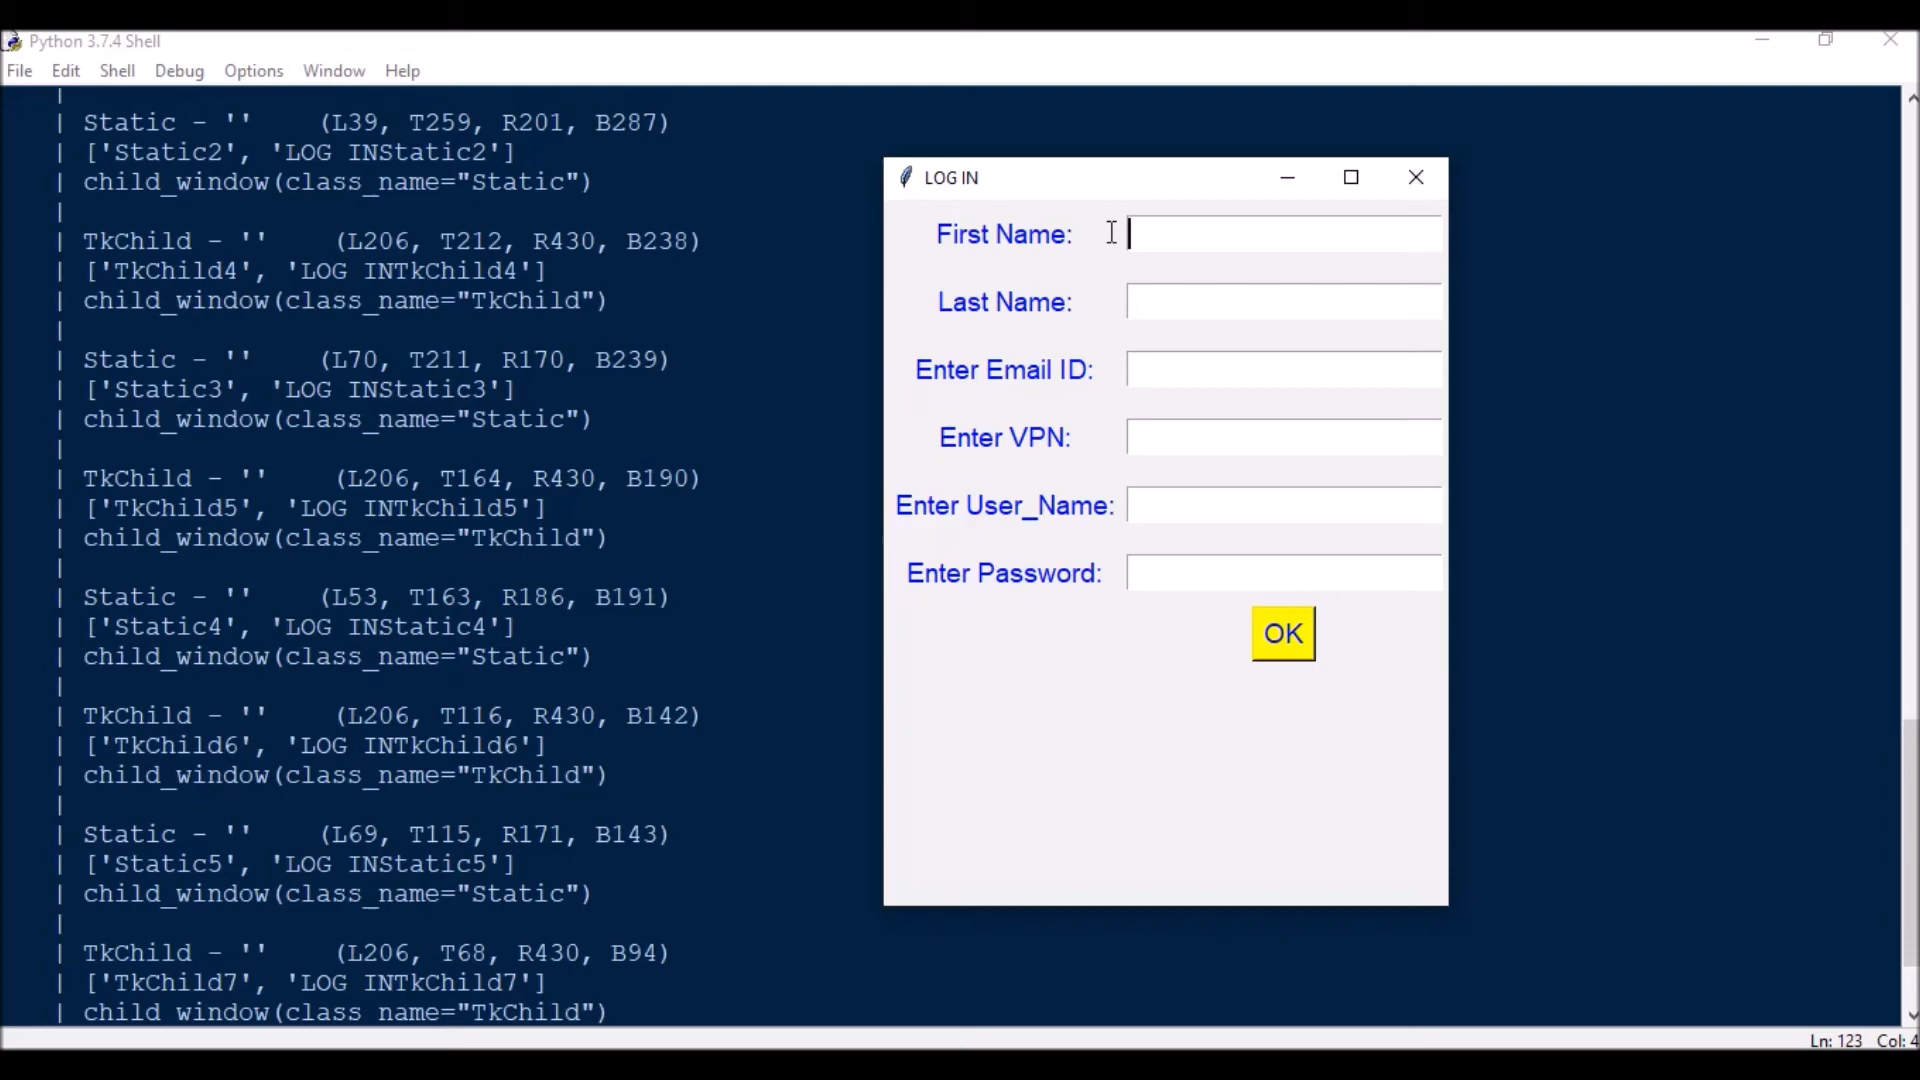 Python 3.7.4 Shell
File Edit Shell Debug Options Window Help
|
| Static - ''    (L39, T259, R201, B287)
| ['Static2', 'LOG INStatic2']
| child_window(class_name="Static")
|
| TkChild - ''    (L206, T212, R430, B238)
| ['TkChild4', 'LOG INTkChild4']
| child_window(class_name="TkChild")
|
| Static - ''    (L70, T211, R170, B239)
| ['Static3', 'LOG INStatic3']
| child_window(class_name="Static")
|
| TkChild - ''    (L206, T164, R430, B190)
| ['TkChild5', 'LOG INTkChild5']
| child_window(class_name="TkChild")
|
| Static - ''    (L53, T163, R186, B191)
| ['Static4', 'LOG INStatic4']
| child_window(class_name="Static")
|
| TkChild - ''    (L206, T116, R430, B142)
| ['TkChild6', 'LOG INTkChild6']
| child_window(class_name="TkChild")
|
| Static - ''    (L69, T115, R171, B143)
| ['Static5', 'LOG INStatic5']
| child_window(class_name="Static")
|
| TkChild - ''    (L206, T68, R430, B94)
| ['TkChild7', 'LOG INTkChild7']
| child_window(class_name="TkChild")
LOG IN
First Name:
Last Name:
Enter Email ID:
Enter VPN:
Enter User_Name:
Enter Password:
OK
Ln: 123 Col: 4